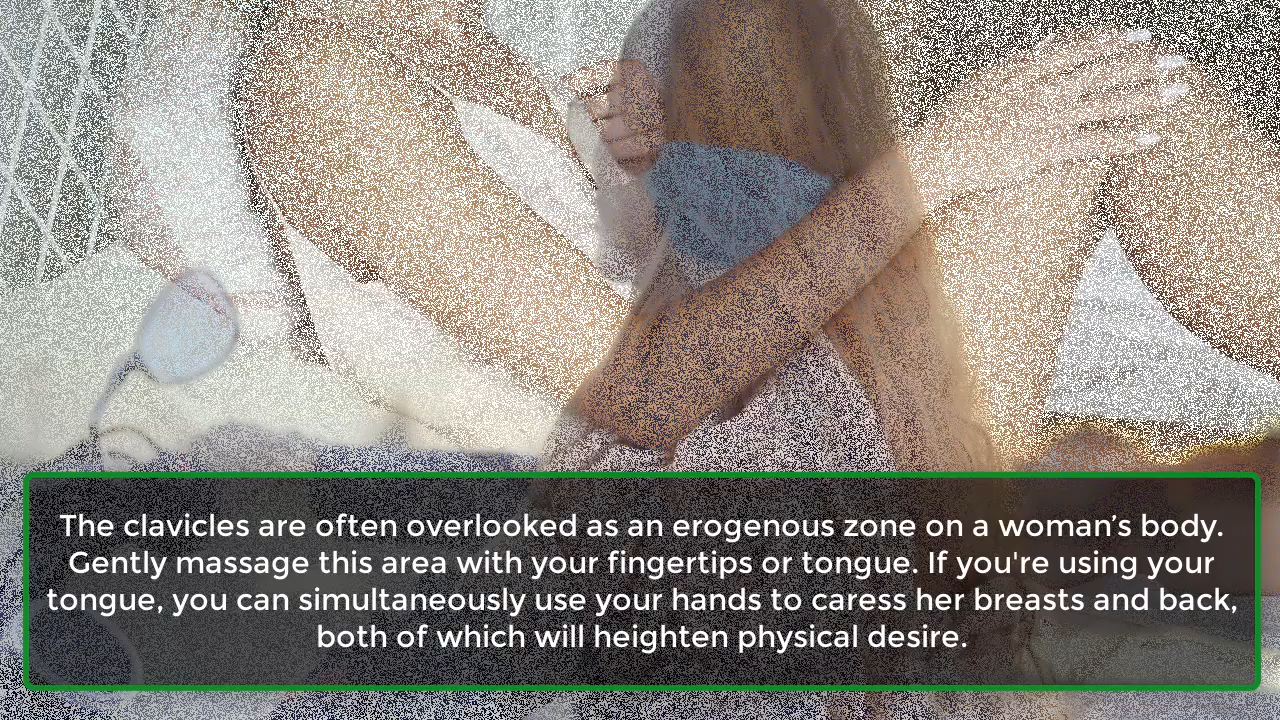 The clavicles are often overlooked as an erogenous zone on a woman’s body.
Gently massage this area with your fingertips or tongue. If you're using your
tongue, you can simultaneously use your hands to caress her breasts and back,
both of which will heighten physical desire.